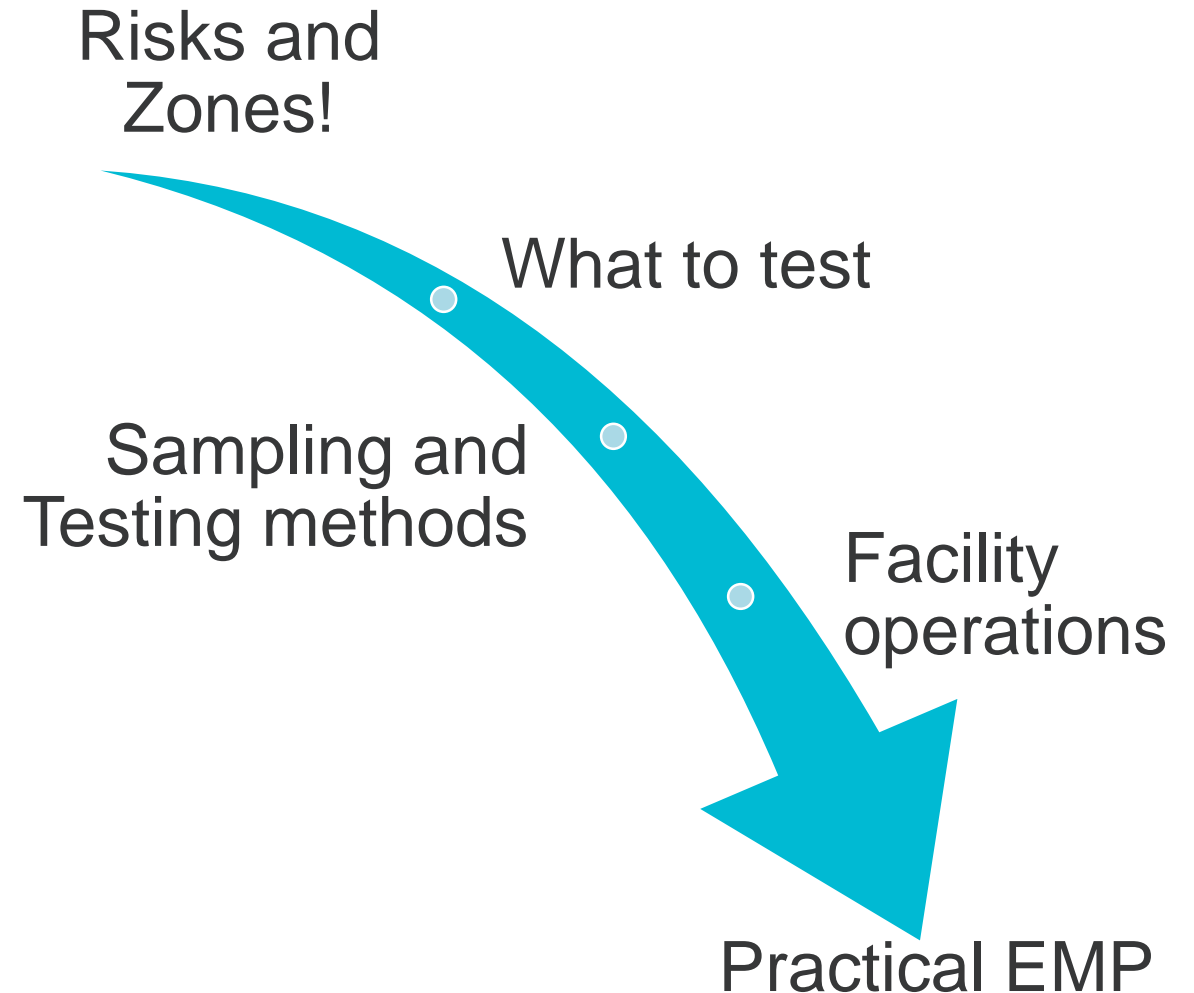 Risks and
Zones!
What to test
Sampling and
Testing methods
Facility
operations
Practical EMP